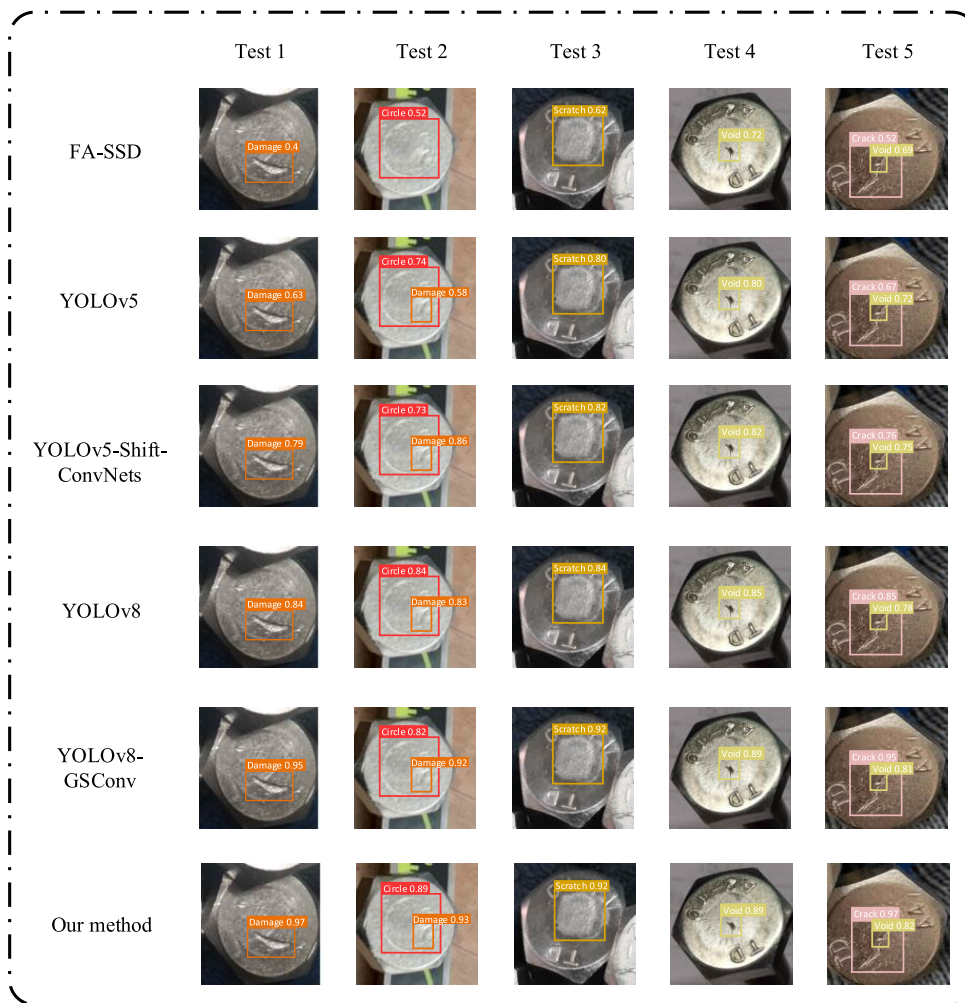 Test 1 Test 2 Test 3 Test 4 Test 5
FA-SSD
Damage 0.4
Circle 0.52
Scratch 0.62
Void 0.72
Crack 0.52
Void 0.69
YOLOv5
Damage 0.63
Circle 0.74
Damage 0.58
Scratch 0.80
Void 0.80
Crack 0.67
Void 0.72
YOLOv5-Shift-
ConvNets
Damage 0.79
Circle 0.73
Damage 0.86
Scratch 0.82
Void 0.82
Crack 0.76
Void 0.75
YOLOv8
Damage 0.84
Circle 0.84
Damage 0.83
Scratch 0.84
Void 0.85
Crack 0.85
Void 0.78
YOLOv8-
GSConv
Damage 0.95
Circle 0.82
Damage 0.92
Scratch 0.92
Void 0.89
Crack 0.95
Void 0.81
Our method
Damage 0.97
Circle 0.89
Damage 0.93
Scratch 0.92
Void 0.89
Crack 0.97
Void 0.82